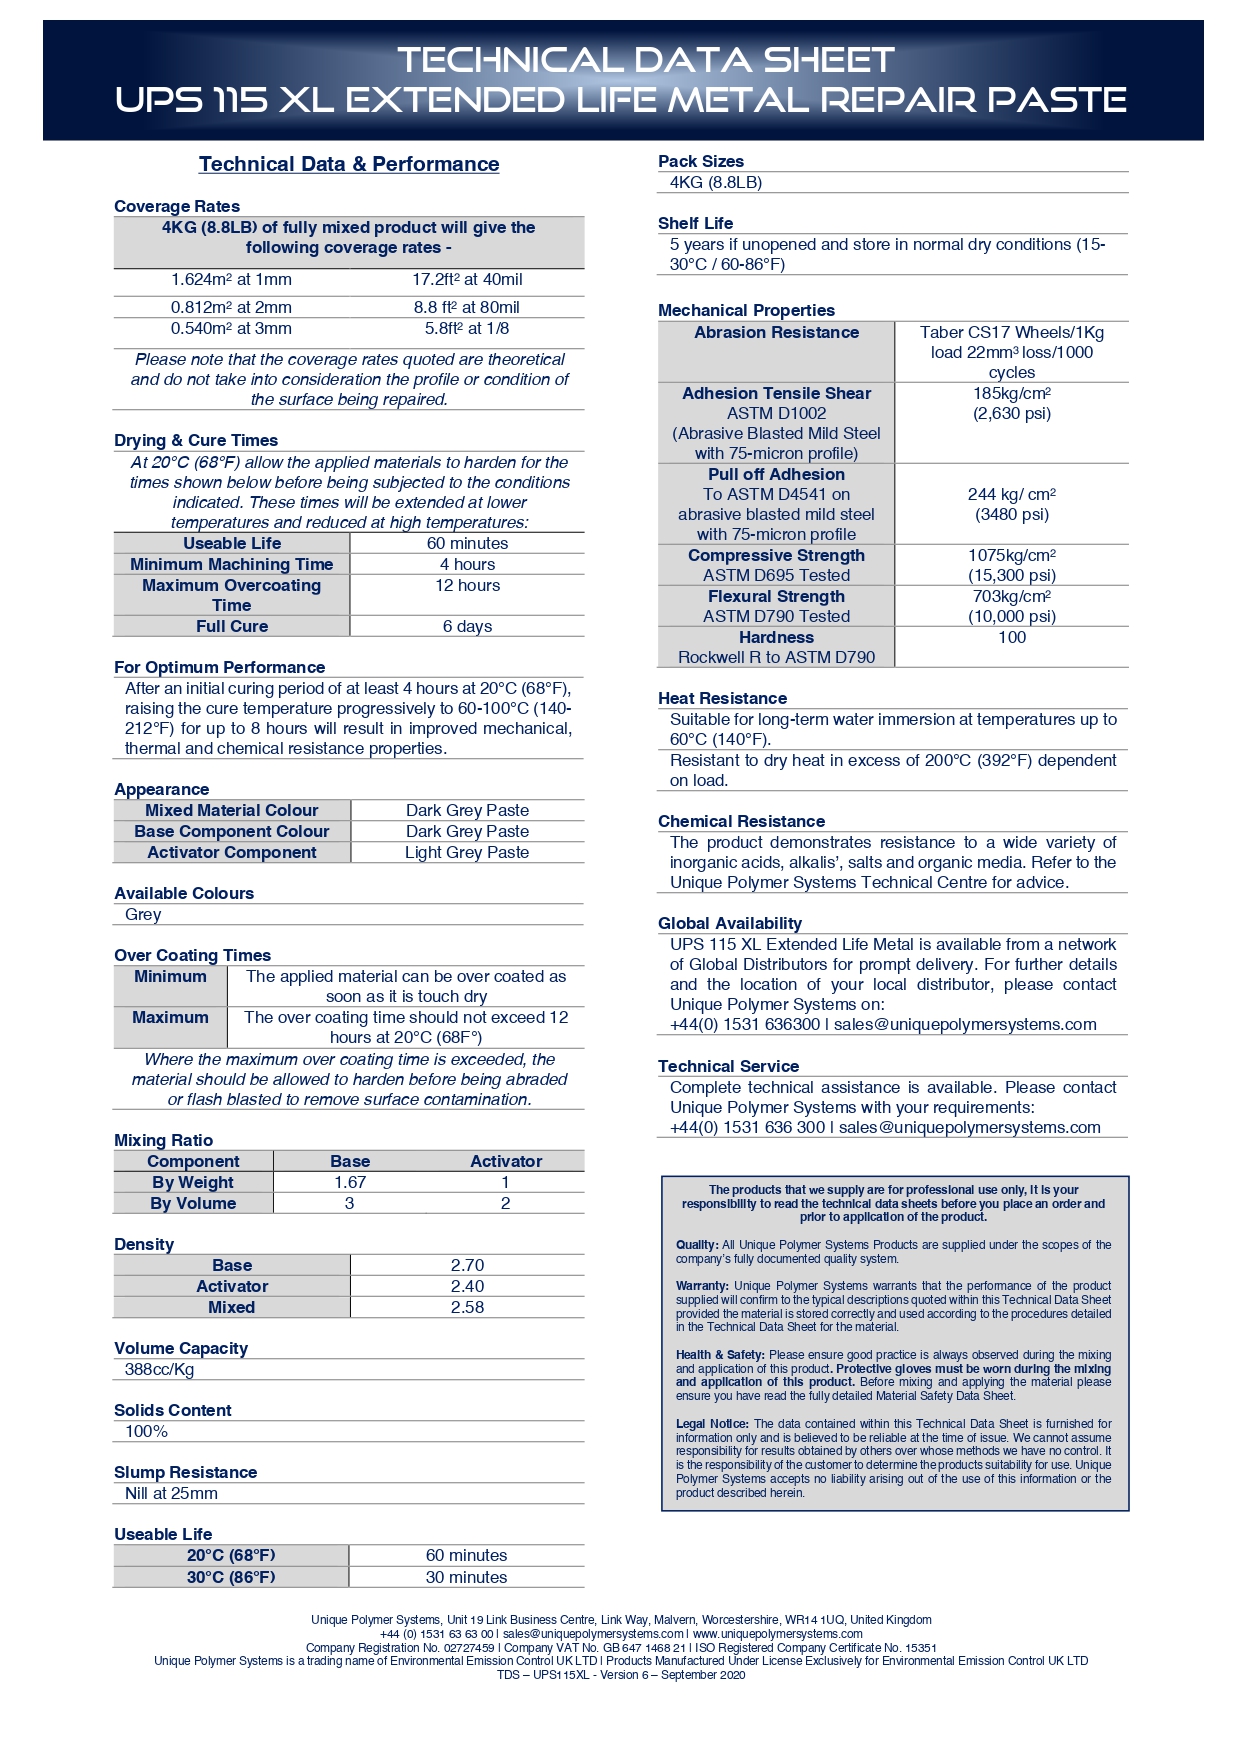 TECHNICAL DATA SHEET
UPS 115 XL EXTENDED LIFE METAL REPAIR PASTE
Technical Data & Performance
Coverage Rates
4KG (8.8LB) of fully mixed product will give the
following coverage rates -
1.624m² at 1mm 17.2ft² at 40mil
0.812m² at 2mm 8.8 ft² at 80mil
0.540m² at 3mm 5.8ft² at 1/8
Please note that the coverage rates quoted are theoretical
and do not take into consideration the profile or condition of
the surface being repaired.
Drying & Cure Times
At 20°C (68°F) allow the applied materials to harden for the
times shown below before being subjected to the conditions
indicated. These times will be extended at lower
temperatures and reduced at high temperatures:
Useable Life 60 minutes
Minimum Machining Time 4 hours
Maximum Overcoating 12 hours
Time
Full Cure 6 days
For Optimum Performance
After an initial curing period of at least 4 hours at 20°C (68°F),
raising the cure temperature progressively to 60-100°C (140-
212°F) for up to 8 hours will result in improved mechanical,
thermal and chemical resistance properties.
Appearance
Mixed Material Colour Dark Grey Paste
Base Component Colour Dark Grey Paste
Activator Component Light Grey Paste
Available Colours
Grey
Over Coating Times
Minimum The applied material can be over coated as
soon as it is touch dry
Maximum The over coating time should not exceed 12
hours at 20°C (68F°)
Where the maximum over coating time is exceeded, the
material should be allowed to harden before being abraded
or flash blasted to remove surface contamination.
Mixing Ratio
Component Base Activator
By Weight 1.67 1
By Volume 3 2
Density
Base 2.70
Activator 2.40
Mixed 2.58
Volume Capacity
388cc/Kg
Solids Content
100%
Slump Resistance
Nill at 25mm
Useable Life
20°C (68°F) 60 minutes
30°C (86°F) 30 minutes
Pack Sizes
4KG (8.8LB)
Shelf Life
5 years if unopened and store in normal dry conditions (15-
30°C / 60-86°F)
Mechanical Properties
Abrasion Resistance Taber CS17 Wheels/1Kg
load 22mm³ loss/1000
cycles
Adhesion Tensile Shear 185kg/cm²
ASTM D1002 (2,630 psi)
(Abrasive Blasted Mild Steel
with 75-micron profile)
Pull off Adhesion
To ASTM D4541 on 244 kg/ cm²
abrasive blasted mild steel (3480 psi)
with 75-micron profile
Compressive Strength 1075kg/cm²
ASTM D695 Tested (15,300 psi)
Flexural Strength 703kg/cm²
ASTM D790 Tested (10,000 psi)
Hardness 100
Rockwell R to ASTM D790
Heat Resistance
Suitable for long-term water immersion at temperatures up to
60°C (140°F).
Resistant to dry heat in excess of 200°C (392°F) dependent
on load.
Chemical Resistance
The product demonstrates resistance to a wide variety of
inorganic acids, alkalis’, salts and organic media. Refer to the
Unique Polymer Systems Technical Centre for advice.
Global Availability
UPS 115 XL Extended Life Metal is available from a network
of Global Distributors for prompt delivery. For further details
and the location of your local distributor, please contact
Unique Polymer Systems on:
+44(0) 1531 636300 | sales@uniquepolymersystems.com
Technical Service
Complete technical assistance is available. Please contact
Unique Polymer Systems with your requirements:
+44(0) 1531 636 300 | sales@uniquepolymersystems.com
The products that we supply are for professional use only, it is your
responsibility to read the technical data sheets before you place an order and
prior to application of the product.
Quality: All Unique Polymer Systems Products are supplied under the scopes of the
company’s fully documented quality system.
Warranty: Unique Polymer Systems warrants that the performance of the product
supplied will confirm to the typical descriptions quoted within this Technical Data Sheet
provided the material is stored correctly and used according to the procedures detailed
in the Technical Data Sheet for the material.
Health & Safety: Please ensure good practice is always observed during the mixing
and application of this product. Protective gloves must be worn during the mixing
and application of this product. Before mixing and applying the material please
ensure you have read the fully detailed Material Safety Data Sheet.
Legal Notice: The data contained within this Technical Data Sheet is furnished for
information only and is believed to be reliable at the time of issue. We cannot assume
responsibility for results obtained by others over whose methods we have no control. It
is the responsibility of the customer to determine the products suitability for use. Unique
Polymer Systems accepts no liability arising out of the use of this information or the
product described herein.
Unique Polymer Systems, Unit 19 Link Business Centre, Link Way, Malvern, Worcestershire, WR14 1UQ, United Kingdom
+44 (0) 1531 63 63 00 | sales@uniquepolymersystems.com | www.uniquepolymersystems.com
Company Registration No. 02727459 | Company VAT No. GB 647 1468 21 | ISO Registered Company Certificate No. 15351
Unique Polymer Systems is a trading name of Environmental Emission Control UK LTD | Products Manufactured Under License Exclusively for Environmental Emission Control UK LTD
TDS – UPS115XL - Version 6 – September 2020